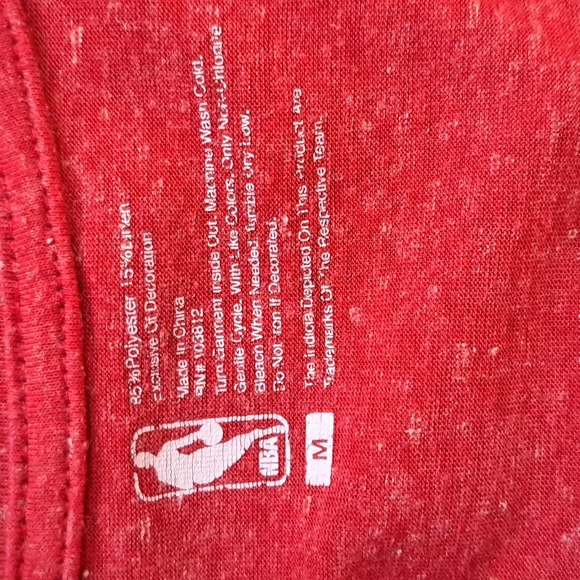 85%Polyester 15%Linen
Exclusive Of Decoration
Made In China
RN# 103812
Turn Garment Inside Out. Machine Wash Cold.
Gentle Cycle. With Like Colors. Only Non-Chlorine
Bleach When Needed. Tumble Dry Low.
Do Not Iron If Decorated.
The Indicia Depicted On This Product Are
Trademarks Of The Respective Team.
NBA
M